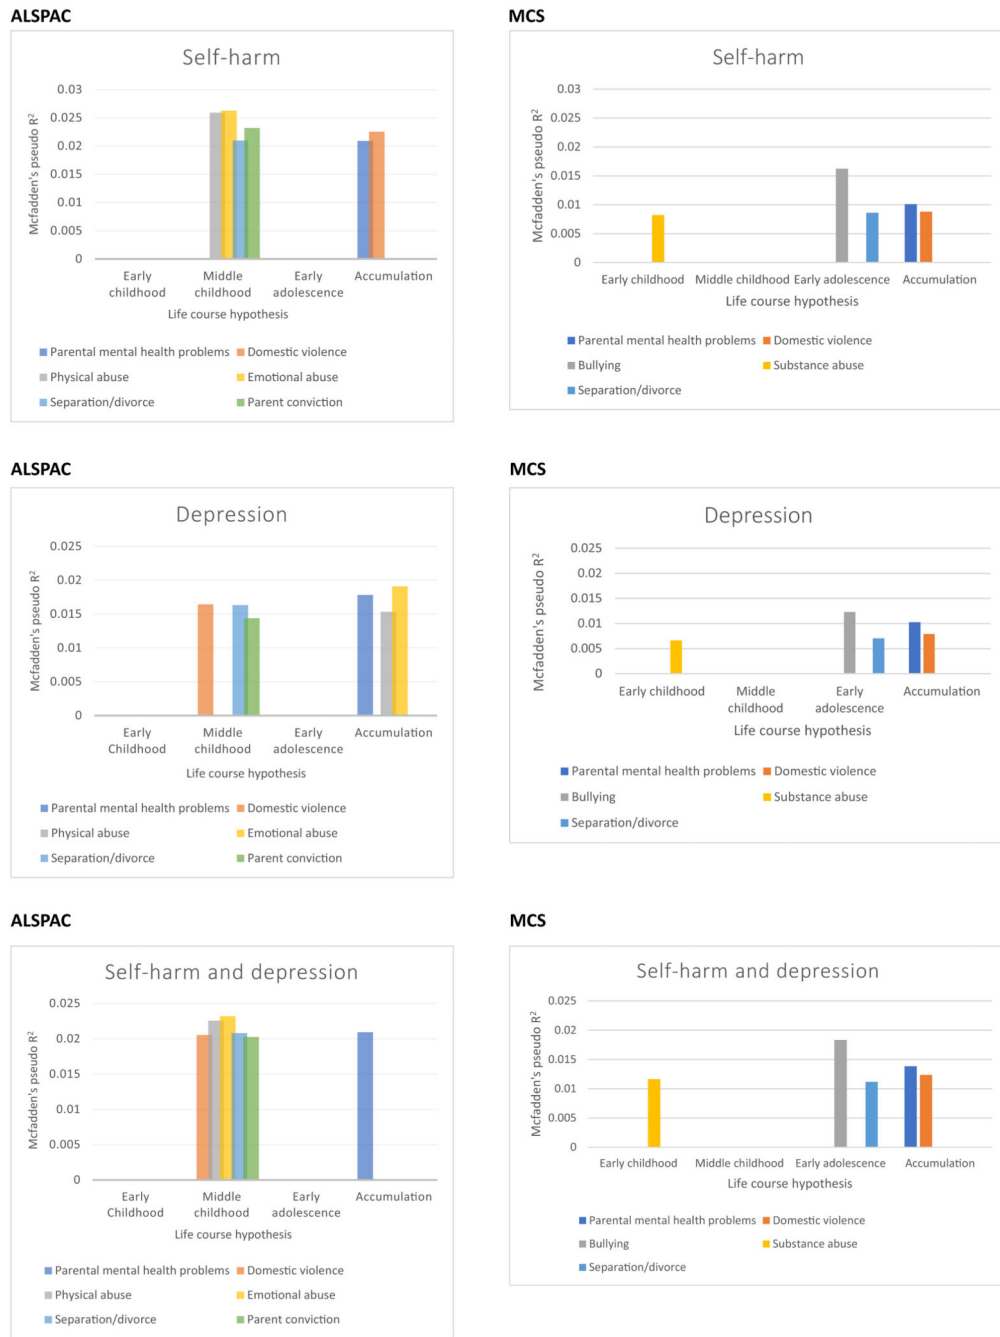 ALSPAC
Self-harm
Mcfadden's pseudo R²
0.03
0.025
0.02
0.015
0.01
0.005
0
Early childhood
Middle childhood
Early adolescence
Accumulation
Life course hypothesis
Parental mental health problems Domestic violence
Physical abuse Emotional abuse
Separation/divorce Parent conviction
MCS
Self-harm
Mcfadden's pseudo R²
0.03
0.025
0.02
0.015
0.01
0.005
0
Early childhood Middle childhood Early adolescence Accumulation
Life course hypothesis
Parental mental health problems Domestic violence
Bullying Substance abuse
Separation/divorce
ALSPAC
Depression
Mcfadden's pseudo R²
0.025
0.02
0.015
0.01
0.005
0
Early Childhood
Middle childhood
Early adolescence
Accumulation
Life course hypothesis
Parental mental health problems Domestic violence
Physical abuse Emotional abuse
Separation/divorce Parent conviction
MCS
Depression
Mcfadden's pseudo R²
0.025
0.02
0.015
0.01
0.005
0
Early childhood
Middle childhood
Early adolescence
Accumulation
Life course hypothesis
Parental mental health problems Domestic violence
Bullying Substance abuse
Separation/divorce
ALSPAC
Self-harm and depression
Mcfadden's pseudo R²
0.025
0.02
0.015
0.01
0.005
0
Early Childhood
Middle childhood
Early adolescence
Accumulation
Life course hypothesis
Parental mental health problems Domestic violence
Physical abuse Emotional abuse
Separation/divorce Parent conviction
MCS
Self-harm and depression
Mcfadden's pseudo R²
0.025
0.02
0.015
0.01
0.005
0
Early childhood Middle childhood Early adolescence Accumulation
Life course hypothesis
Parental mental health problems Domestic violence
Bullying Substance abuse
Separation/divorce